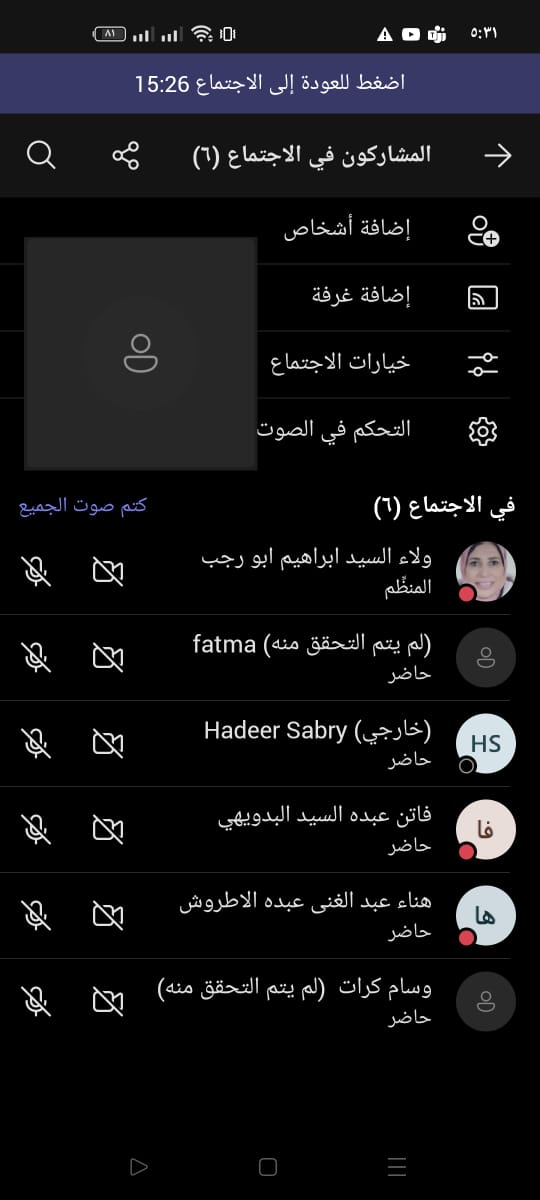 ٨١
٥:٣١
اضغط للعودة إلى الاجتماع 15:26
المشاركون في الاجتماع (٦)
إضافة أشخاص
إضافة غرفة
خيارات الاجتماع
التحكم في الصوت
في الاجتماع (٦)
كتم صوت الجميع
ولاء السيد ابراهيم ابو رجب
المنظِّم
fatma (لم يتم التحقق منه)
حاضر
HS
Hadeer Sabry (خارجي)
حاضر
فا
فاتن عبده السيد البدويهي
حاضر
ها
هناء عبد الغنى عبده الاطروش
حاضر
وسام كرات (لم يتم التحقق منه)
حاضر